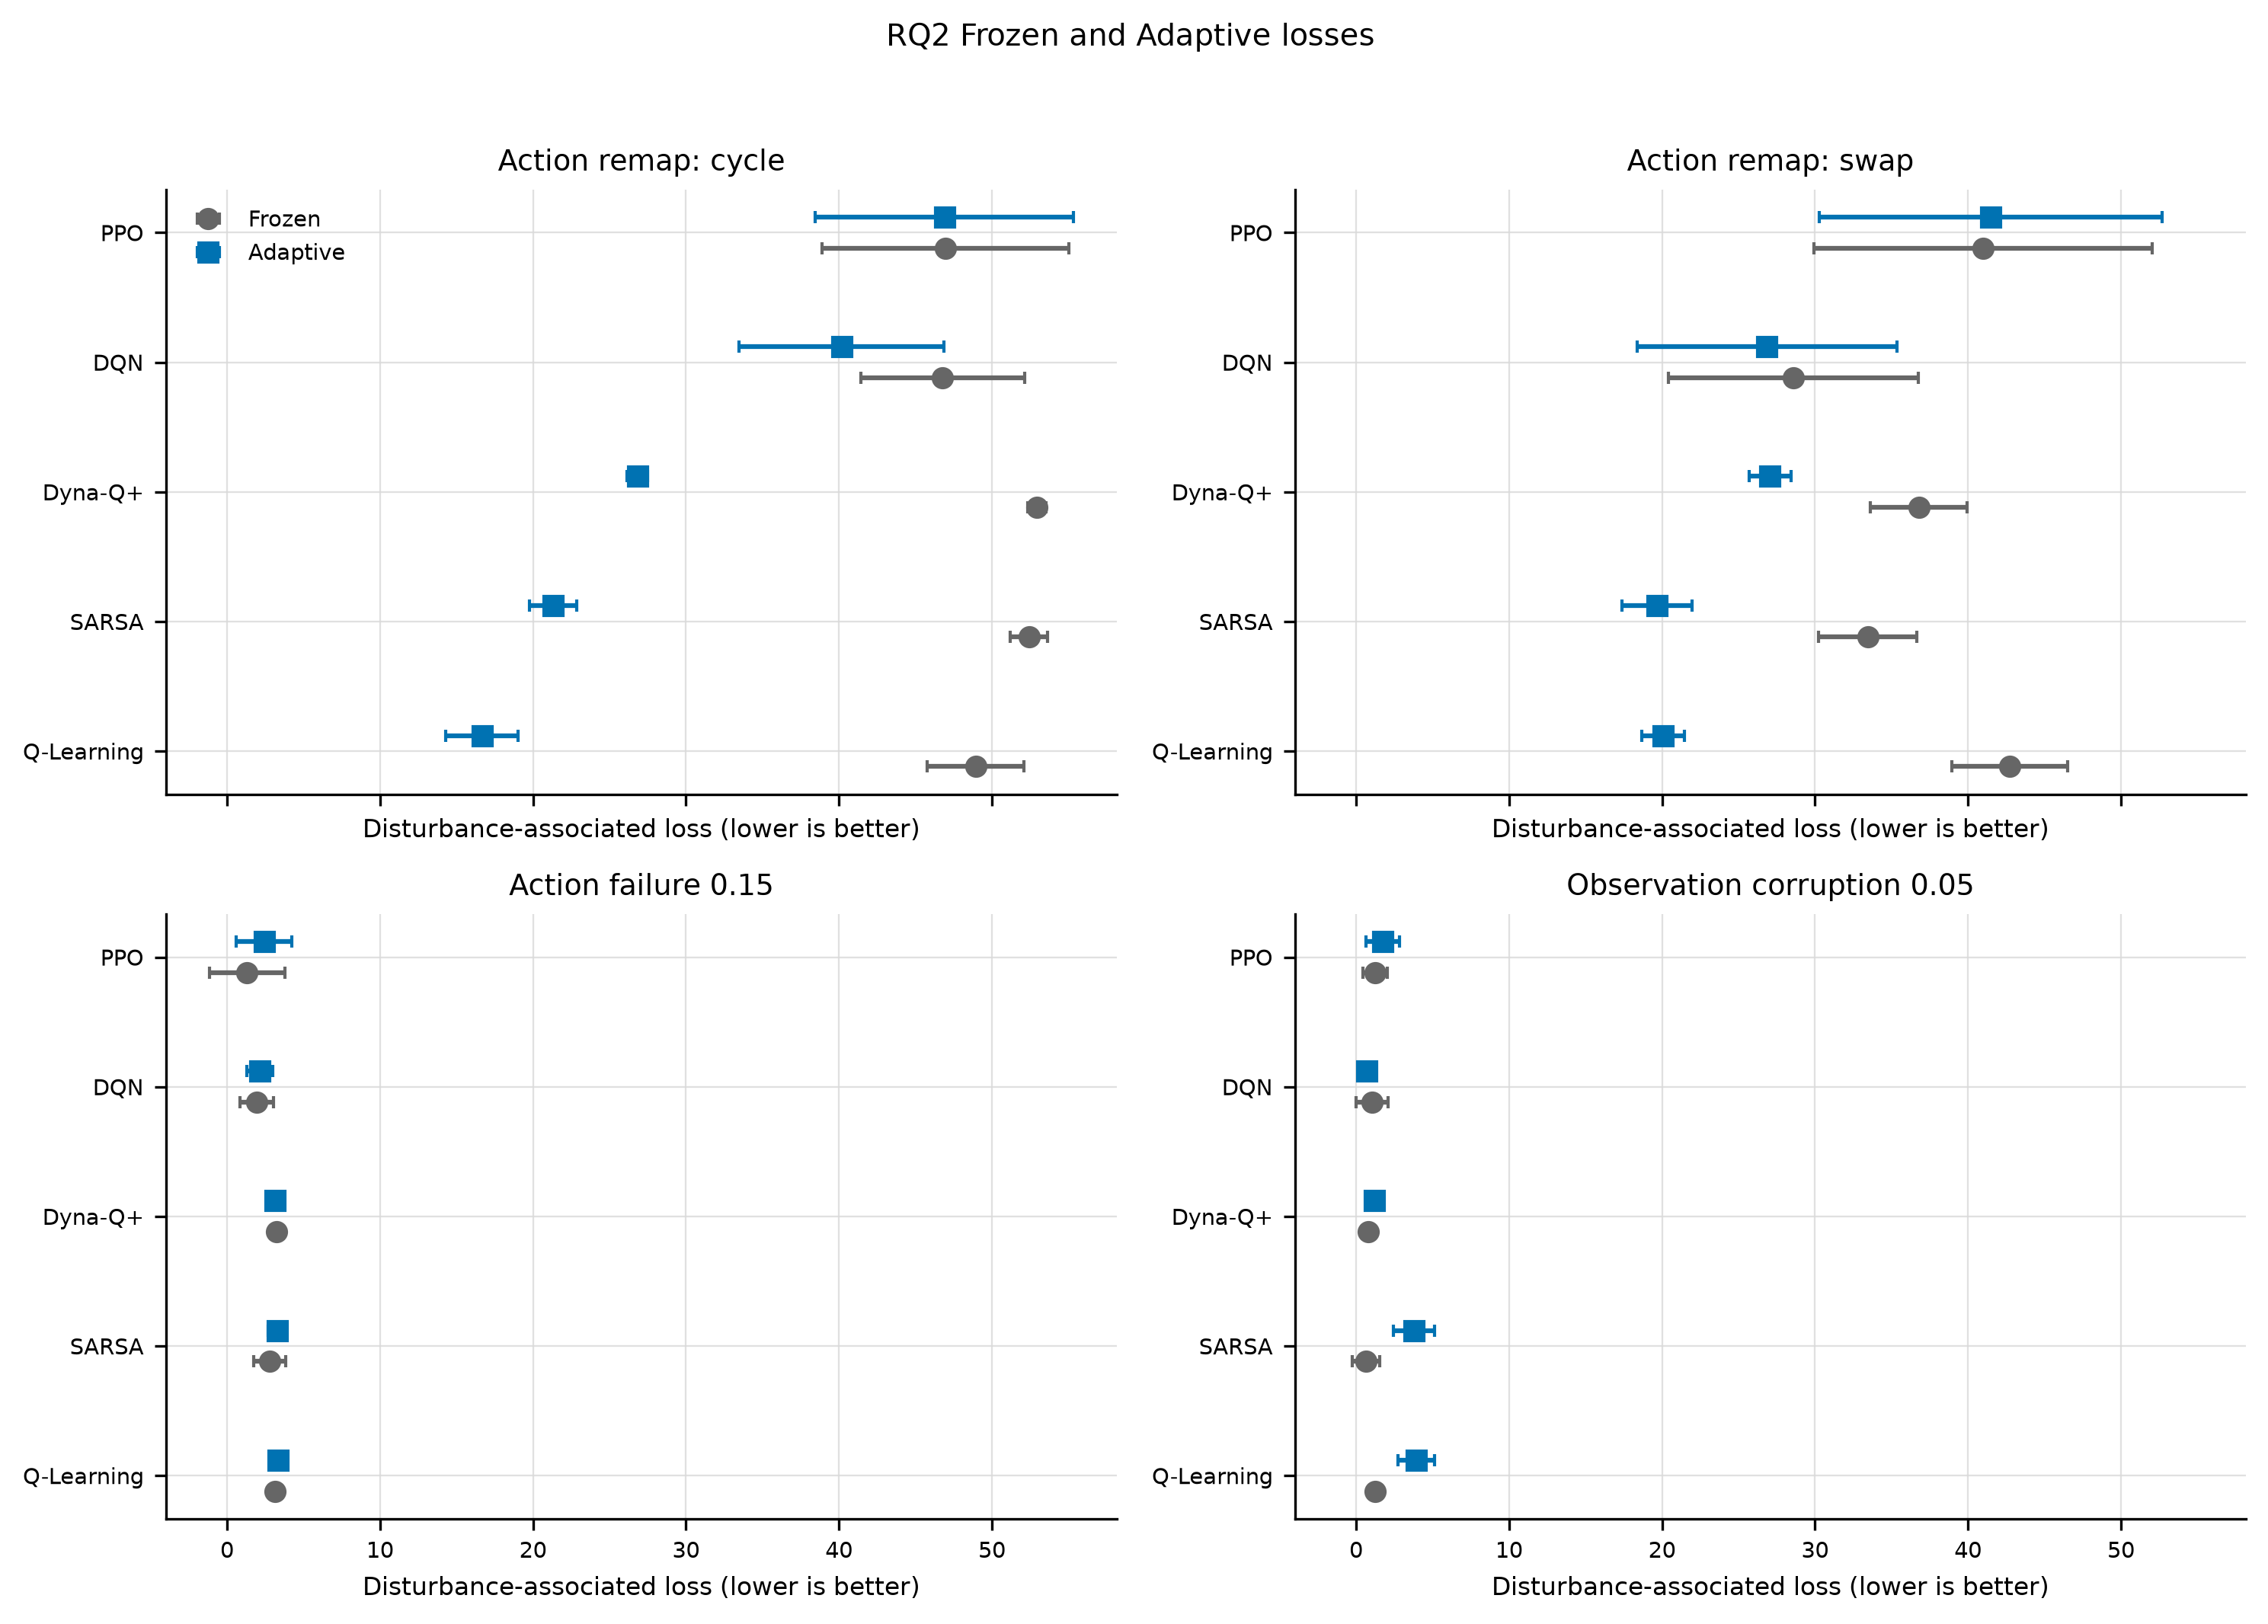 RQ2 Frozen and Adaptive losses
Action remap: cycle
Frozen
Adaptive
PPO
DQN
Dyna-Q+
SARSA
Q-Learning
Disturbance-associated loss (lower is better)
Action remap: swap
PPO
DQN
Dyna-Q+
SARSA
Q-Learning
Disturbance-associated loss (lower is better)
Action failure 0.15
PPO
DQN
Dyna-Q+
SARSA
Q-Learning
0 10 20 30 40 50
Disturbance-associated loss (lower is better)
Observation corruption 0.05
PPO
DQN
Dyna-Q+
SARSA
Q-Learning
0 10 20 30 40 50
Disturbance-associated loss (lower is better)